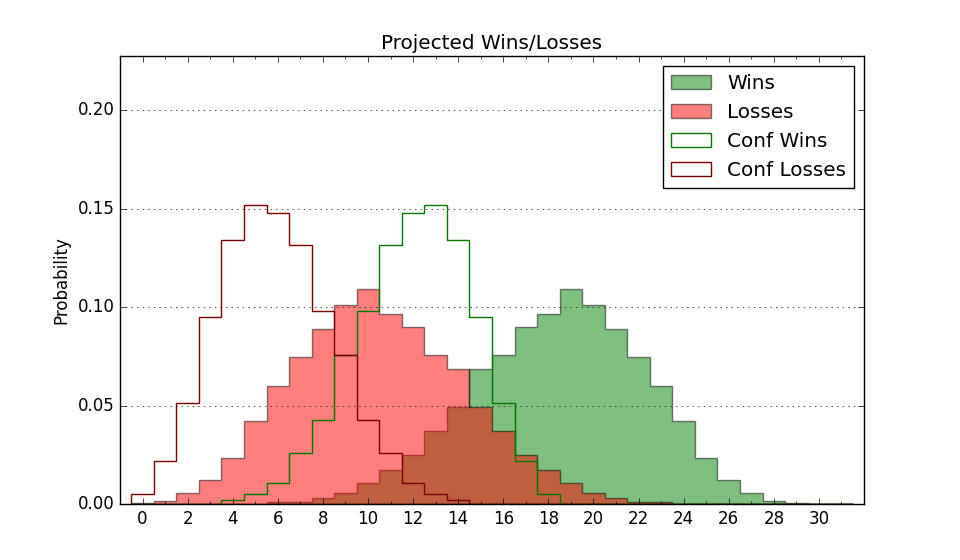 Projected Wins/Losses
Wins
Losses
Conf Wins
Conf Losses
Probability
0.20
0.15
0.10
0.05
0.00
0 2 4 6 8 10 12 14 16 18 20 22 24 26 28 30